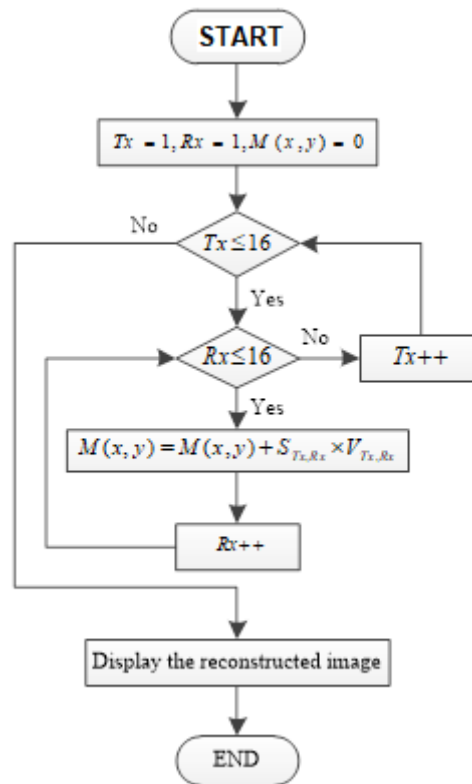 START
Tx = 1, Rx = 1, M (x, y) = 0
No
Tx ≤ 16
Yes
Rx ≤ 16
No
Tx++
Yes
M(x, y) = M(x, y) + S_{Tx,Rx} × V_{Tx,Rx}
Rx++
Display the reconstructed image
END